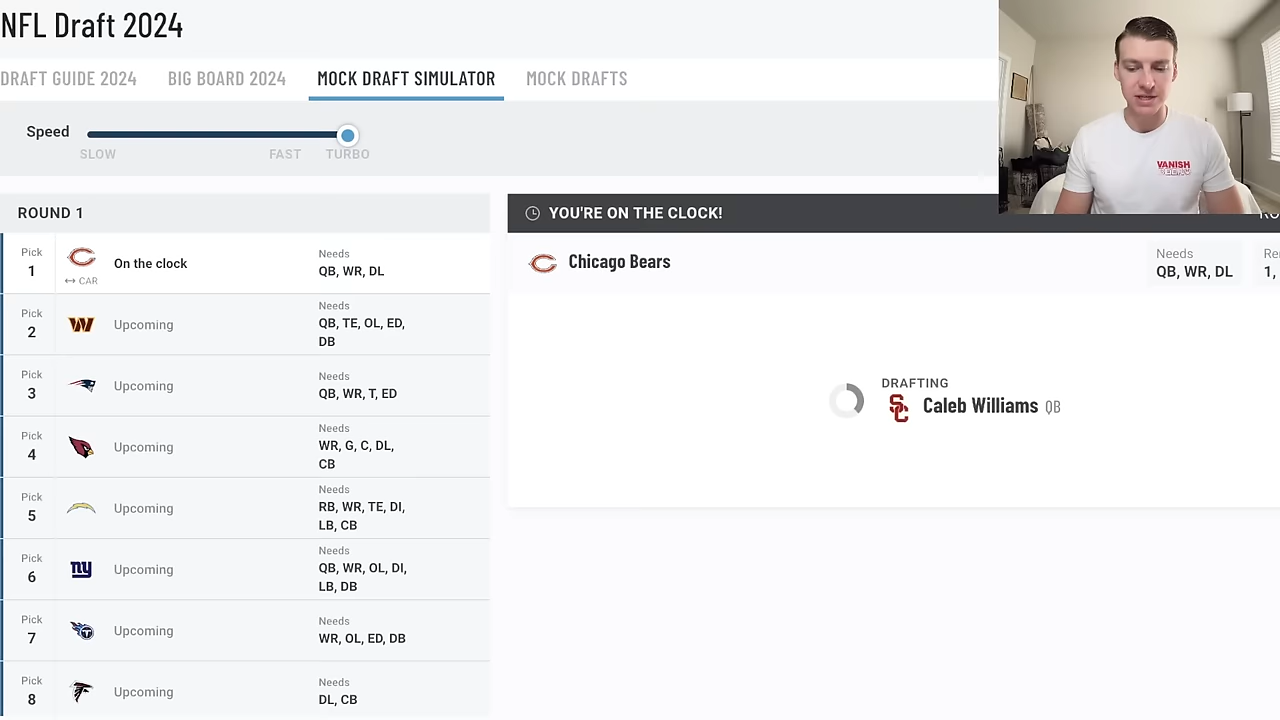 NFL Draft 2024
DRAFT GUIDE 2024 BIG BOARD 2024 MOCK DRAFT SIMULATOR MOCK DRAFTS
Speed
SLOW FAST TURBO
VANISH
ROUND 1
YOU'RE ON THE CLOCK!
Pick
1
CAR
On the clock
Needs
QB, WR, DL
Chicago Bears
Needs
QB, WR, DL
1,
Pick
2
Upcoming
Needs
QB, TE, OL, ED,
DB
Pick
3
Upcoming
Needs
QB, WR, T, ED
DRAFTING
Caleb Williams QB
Pick
4
Upcoming
Needs
WR, G, C, DL,
CB
Pick
5
Upcoming
Needs
RB, WR, TE, DI,
LB, CB
Pick
6
ny
Upcoming
Needs
QB, WR, OL, DI,
LB, DB
Pick
7
Upcoming
Needs
WR, OL, ED, DB
Pick
8
Upcoming
Needs
DL, CB